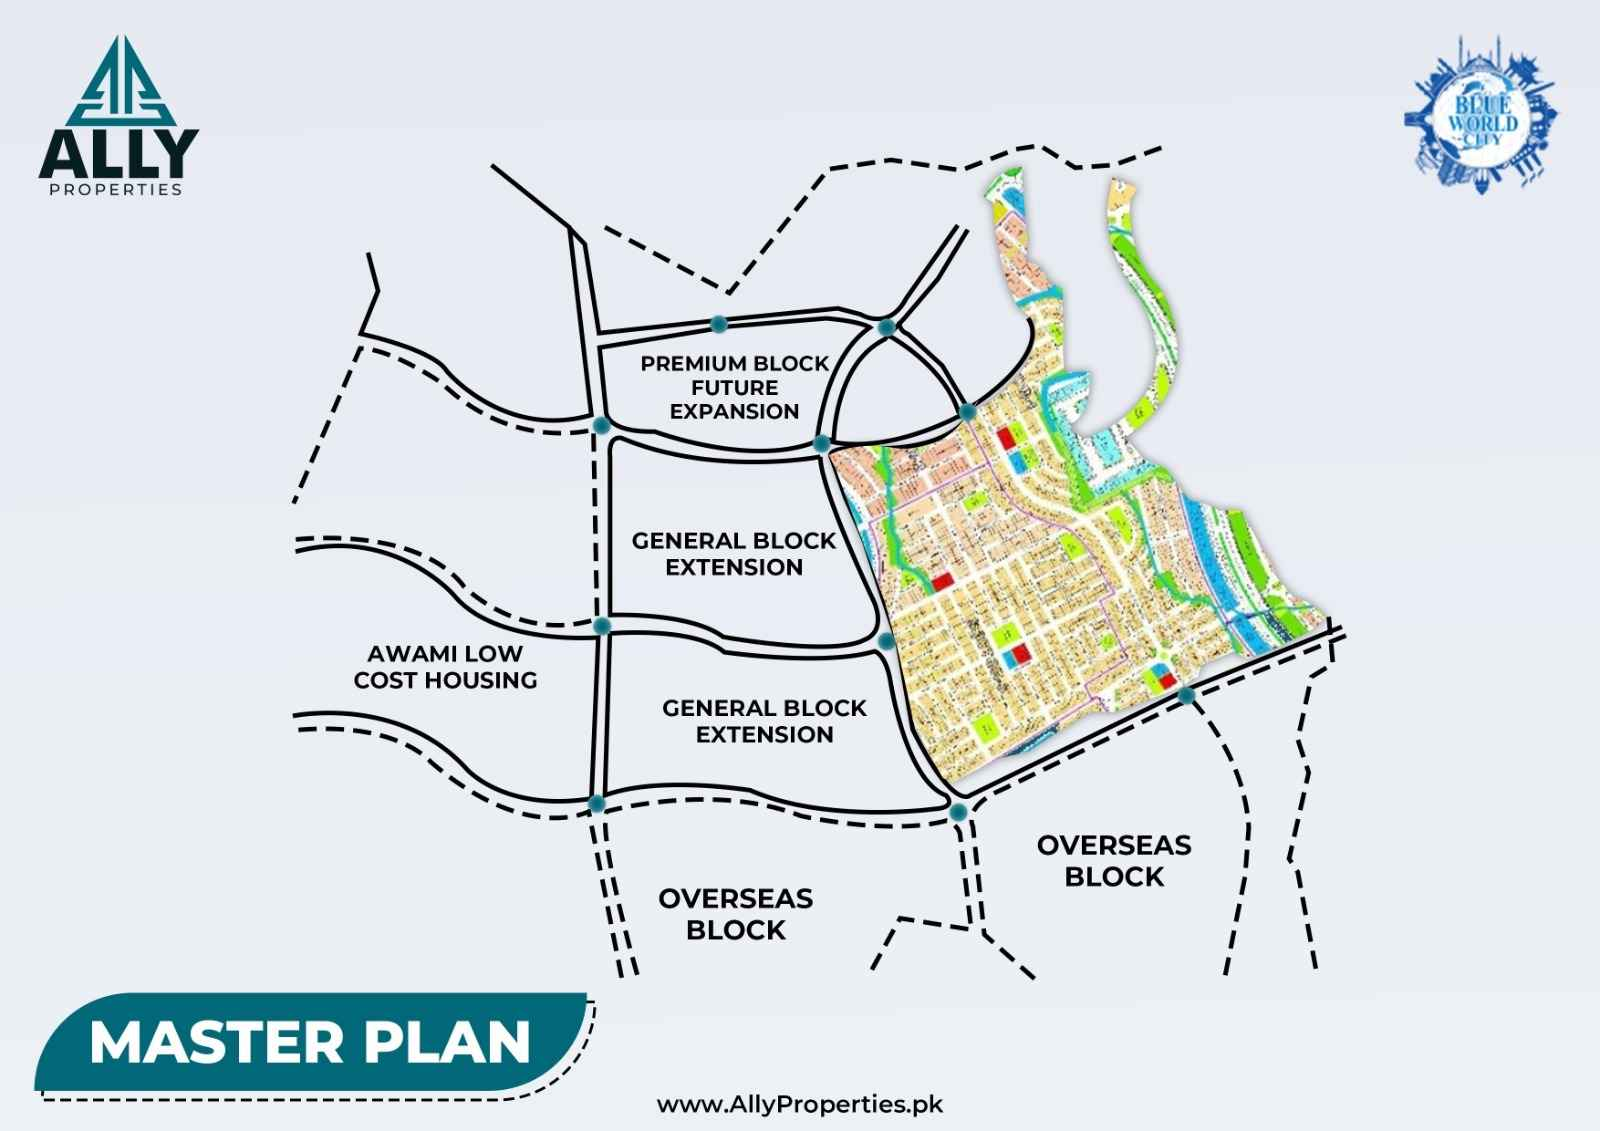 ALLY
PROPERTIES
BLUE
WORLD
CITY
PREMIUM BLOCK
FUTURE
EXPANSION
GENERAL BLOCK
EXTENSION
AWAMI LOW
COST HOUSING
GENERAL BLOCK
EXTENSION
OVERSEAS
BLOCK
OVERSEAS
BLOCK
MASTER PLAN
www.AllyProperties.pk